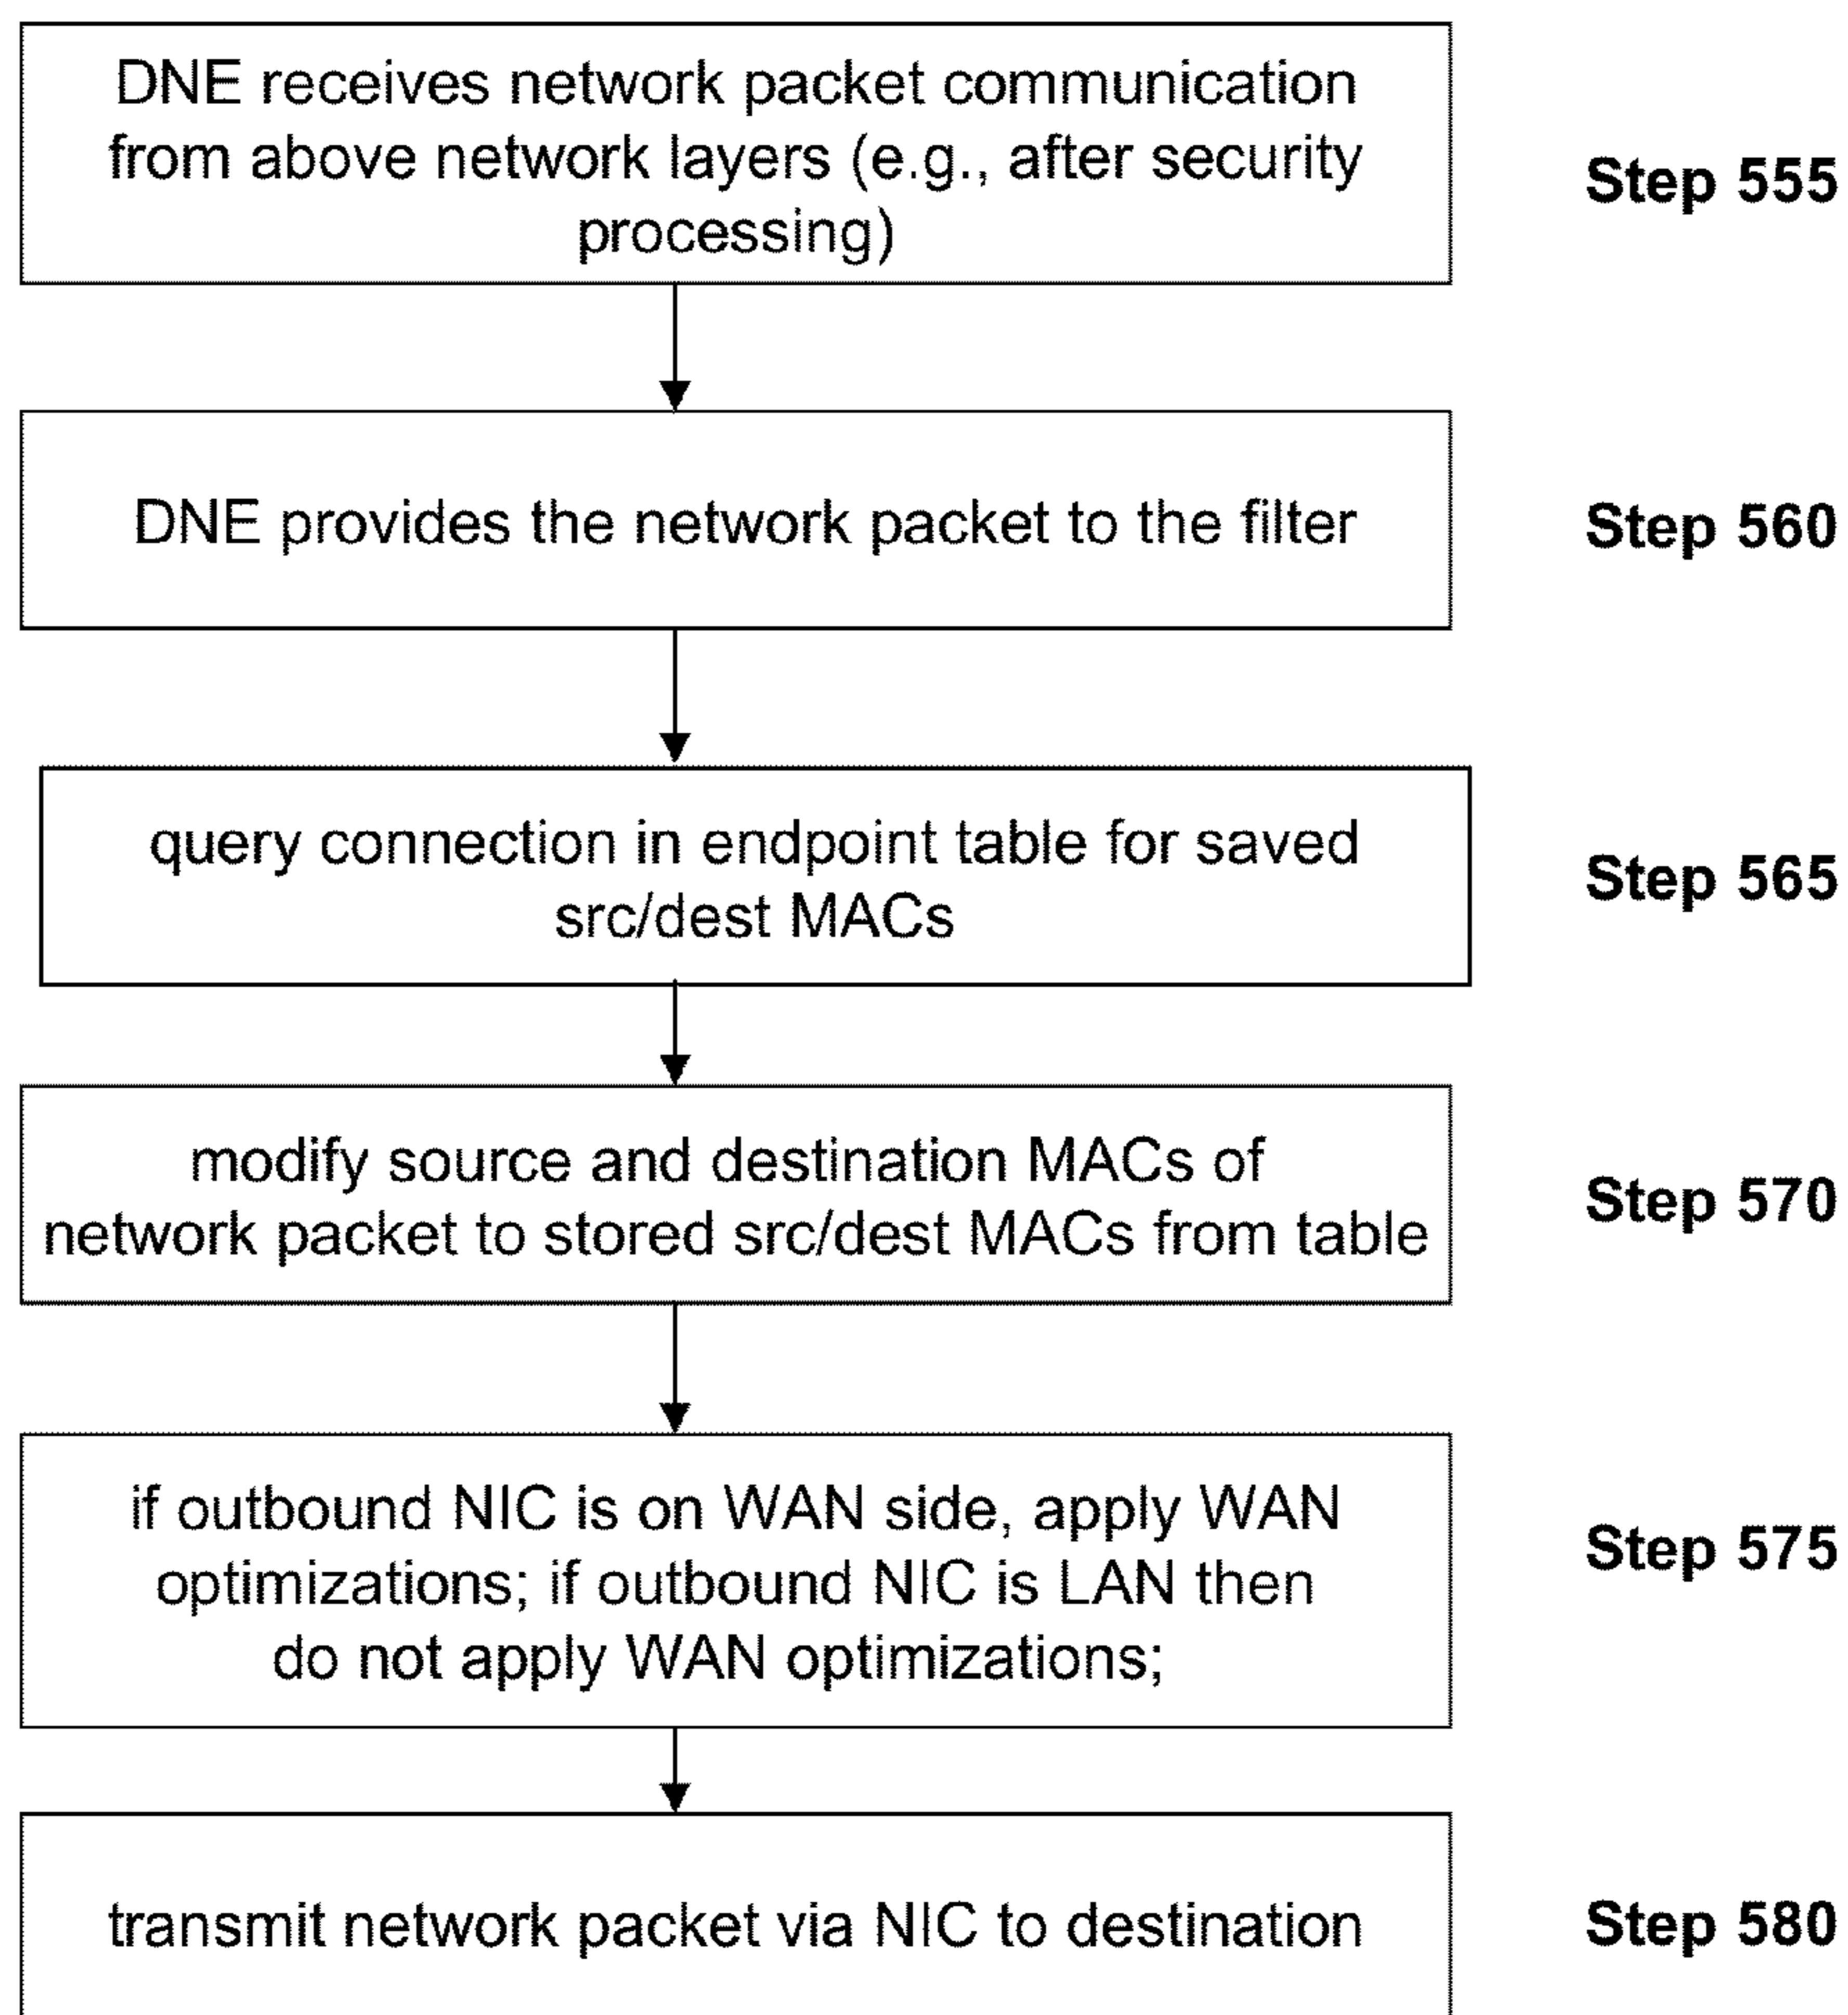 DNE receives network packet communication
from above network layers (e.g., after security
processing)
Step 555
DNE provides the network packet to the filter
Step 560
query connection in endpoint table for saved
src/dest MACs
Step 565
modify source and destination MACs of
network packet to stored src/dest MACs from table
Step 570
if outbound NIC is on WAN side, apply WAN
optimizations; if outbound NIC is LAN then
do not apply WAN optimizations;
Step 575
transmit network packet via NIC to destination
Step 580